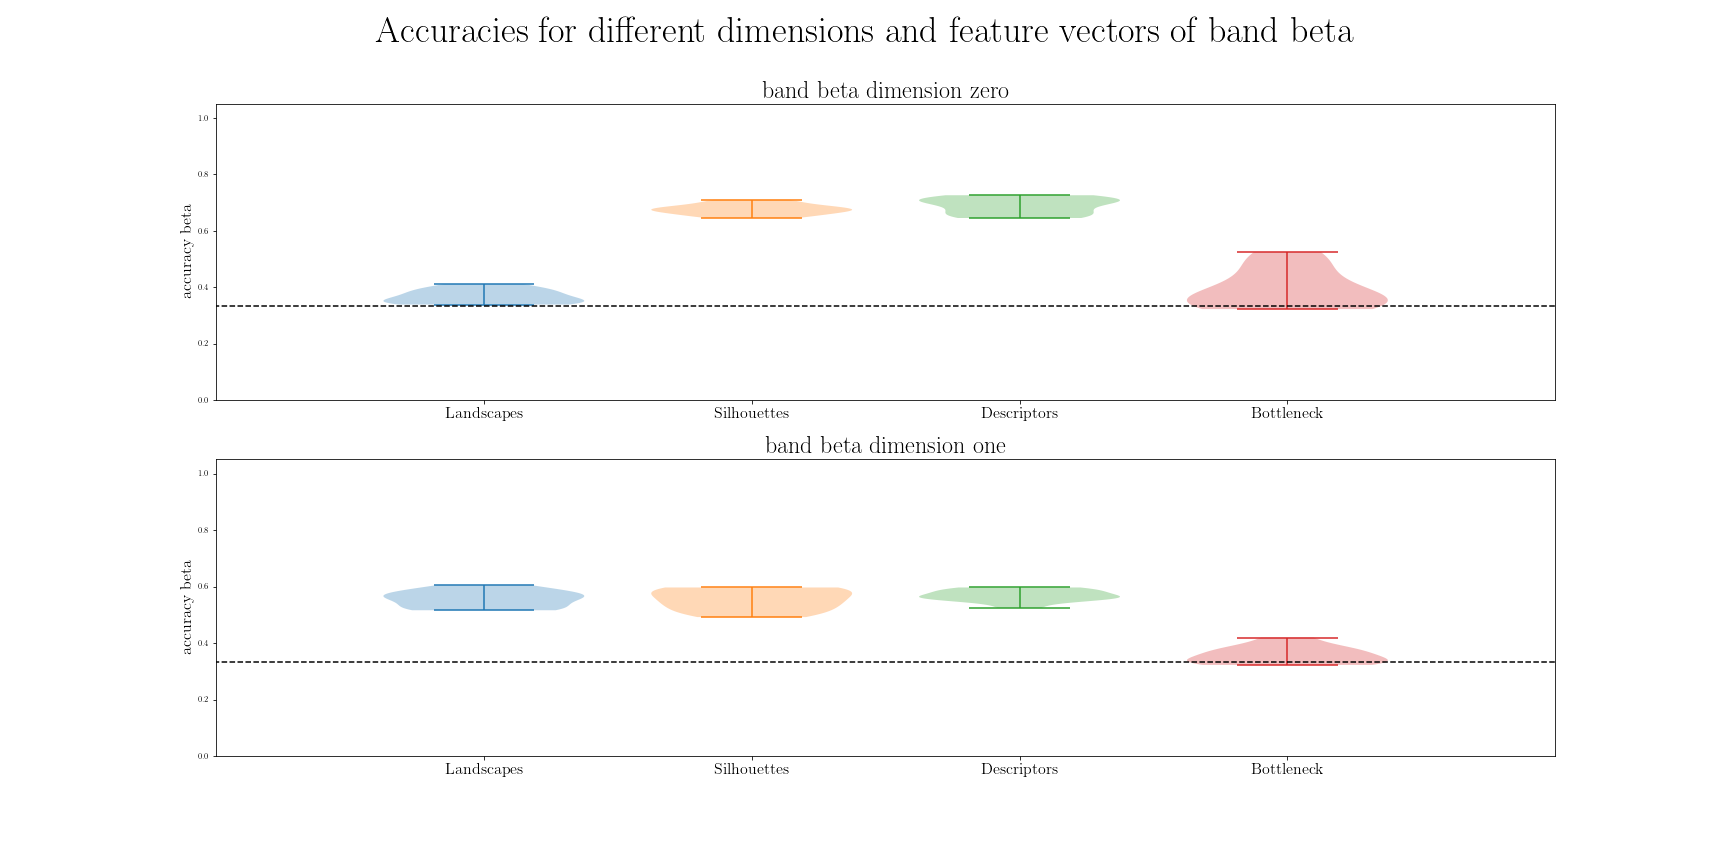 Accuracies for different dimensions and feature vectors of band beta
band beta dimension zero
1.0
0.8
0.6
0.4
0.2
0.0
accuracy beta
Landscapes Silhouettes Descriptors Bottleneck
band beta dimension one
1.0
0.8
0.6
0.4
0.2
0.0
accuracy beta
Landscapes Silhouettes Descriptors Bottleneck